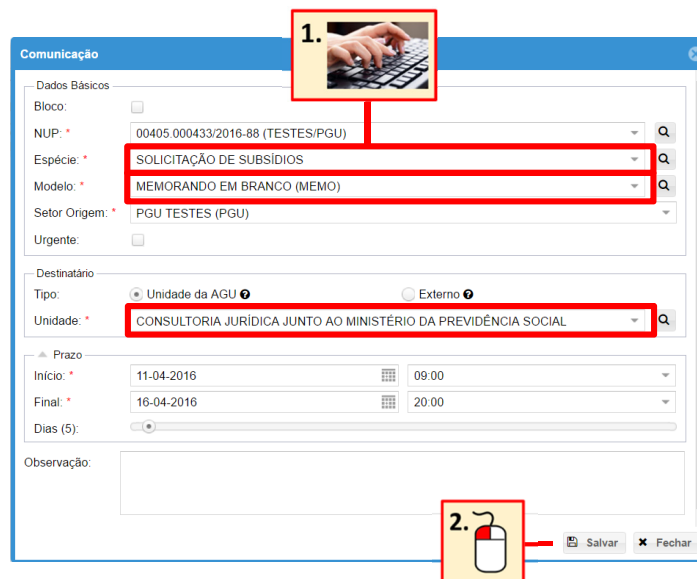 1.
Comunicação
Dados Básicos
Bloco:
NUP: * 00405.000433/2016-88 (TESTES/PGU)
Espécie: * SOLICITAÇÃO DE SUBSÍDIOS
Modelo: * MEMORANDO EM BRANCO (MEMO)
Setor Origem: * PGU TESTES (PGU)
Urgente:
Destinatário
Tipo: Unidade da AGU Externo
Unidade: * CONSULTORIA JURÍDICA JUNTO AO MINISTÉRIO DA PREVIDÊNCIA SOCIAL
Prazo
Início: * 11-04-2016 09:00
Final: * 16-04-2016 20:00
Dias (5):
Observação:
2.
Salvar Fechar